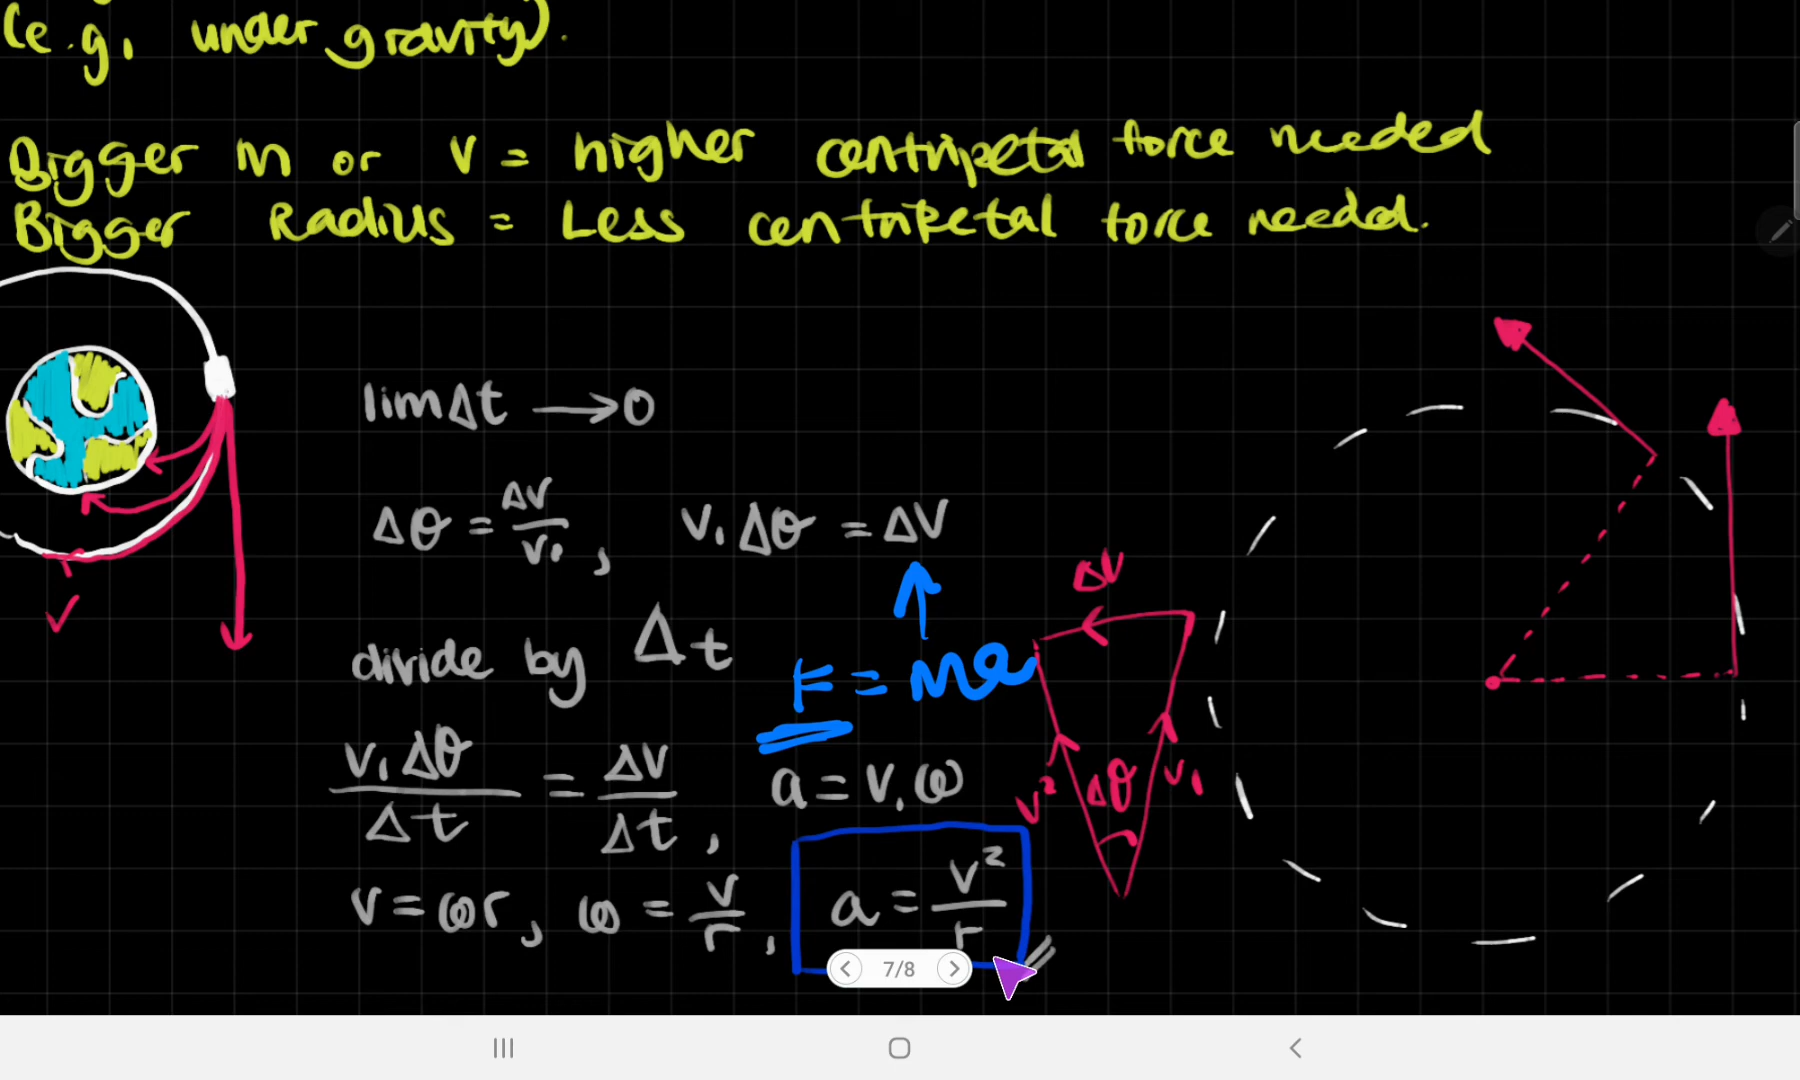 (e.g, under gravity).
Bigger m or v = higher centripetal force needed
Bigger Radius = Less centripetal force needed.
lim Δt → 0
Δθ = Δv/v₁, v₁Δθ = Δv
divide by Δt
F = ma
v₁Δθ/Δt = Δv/Δt, a = v₁ω
v = ωr, ω = v/r, a = v²/r
Δv
v²
Δθ
v₁
7/8